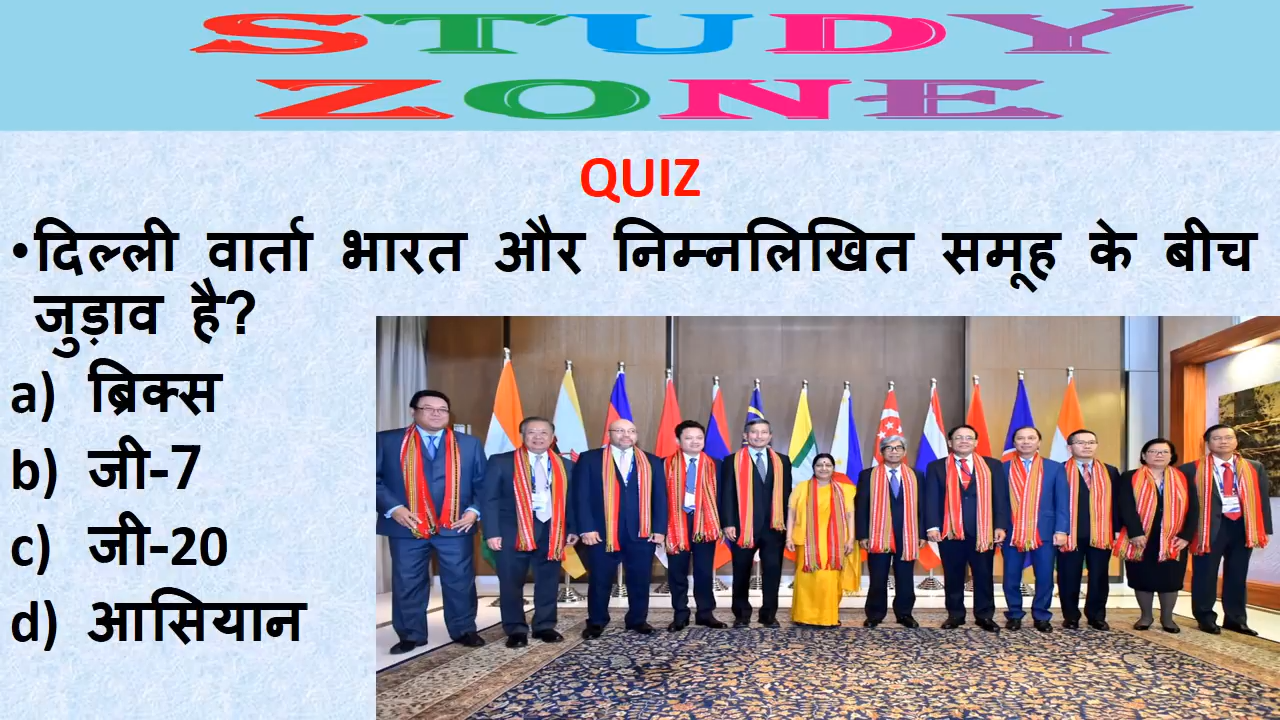 STUDY
ZONE
QUIZ
•दिल्ली वार्ता भारत और निम्नलिखित समूह के बीच
जुड़ाव है?
a) ब्रिक्स
b) जी-7
c) जी-20
d) आसियान